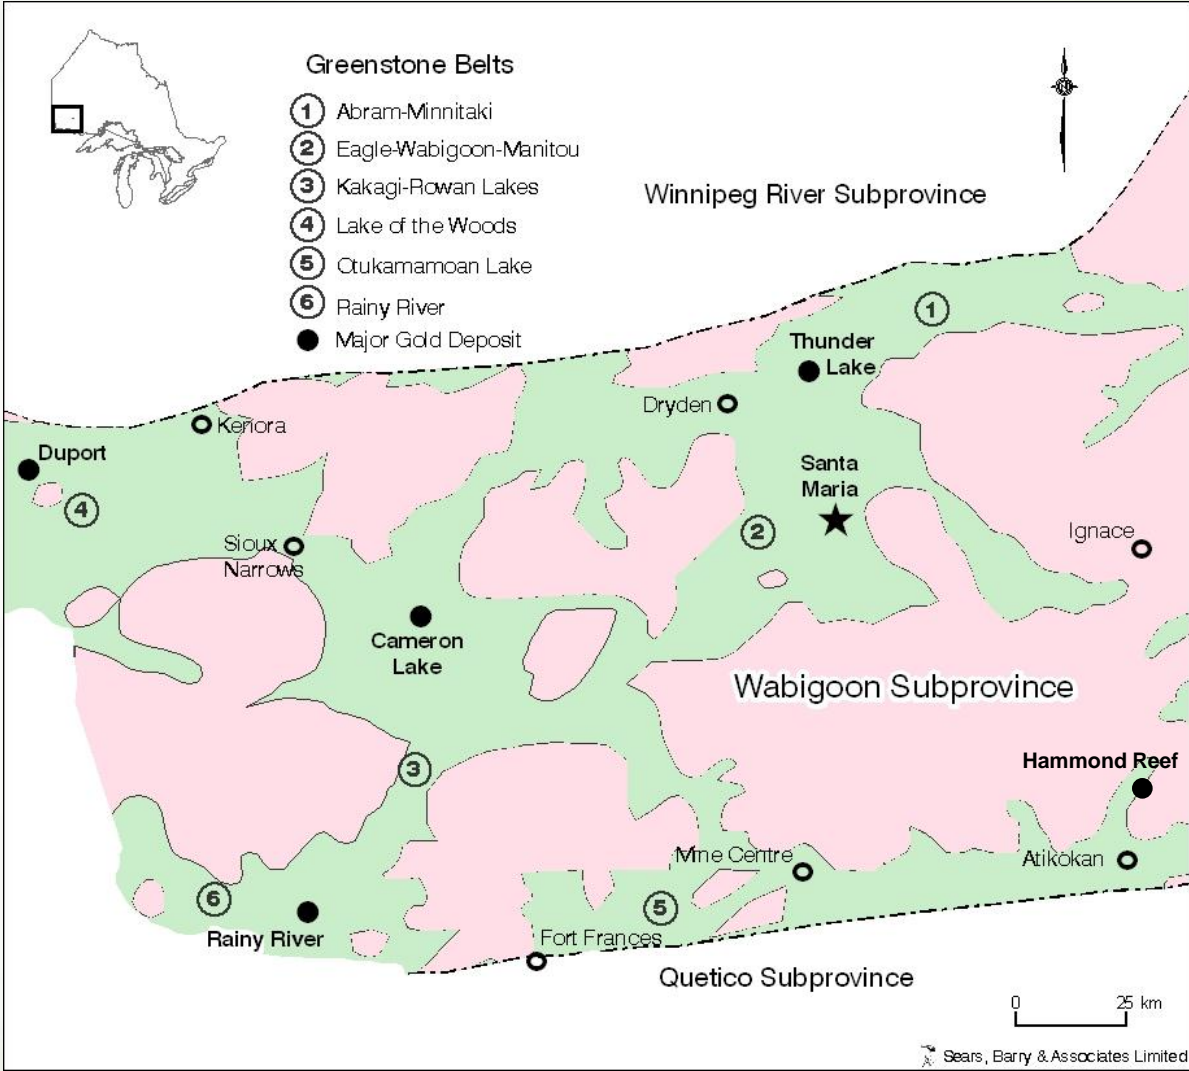 Greenstone Belts
1 Abram-Minnitaki
2 Eagle-Wabigoon-Manitou
3 Kakagi-Rowan Lakes
4 Lake of the Woods
5 Otukamamoan Lake
6 Rainy River
Major Gold Deposit
N
Winnipeg River Subprovince
1
Thunder
Lake
Dryden
Kenora
Duport
4
Santa
Maria
2
Ignace
Sioux
Narrows
Cameron
Lake
Wabigoon Subprovince
3
Hammond Reef
Mine Centre
Atikokan
6
5
Rainy River
Fort Frances
Quetico Subprovince
0 25 km
Sears, Barry & Associates Limited